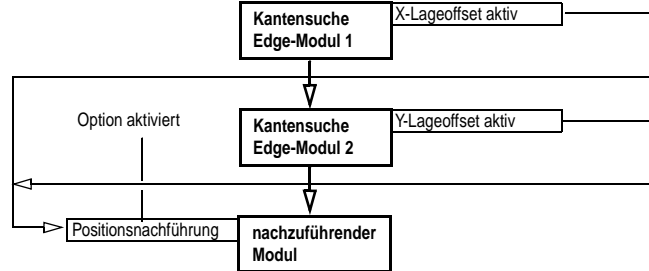 Kantensuche
Edge-Modul 1
X-Lageoffset aktiv
Option aktiviert
Kantensuche
Edge-Modul 2
Y-Lageoffset aktiv
Positionsnachführung
nachzuführender
Modul